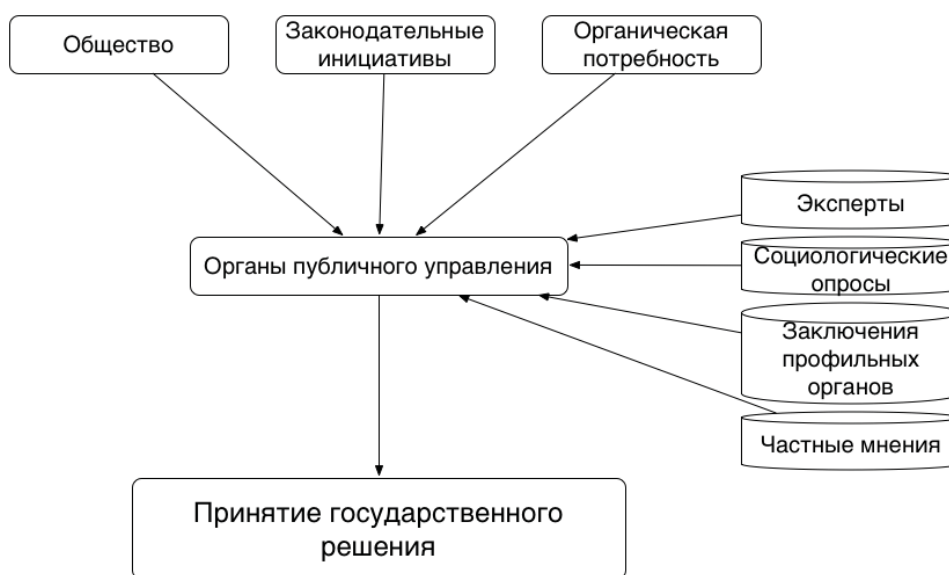 Общество
Законодательные
инициативы
Органическая
потребность
Эксперты
Органы публичного управления
Социологические
опросы
Заключения
профильных
органов
Частные мнения
Принятие государственного
решения